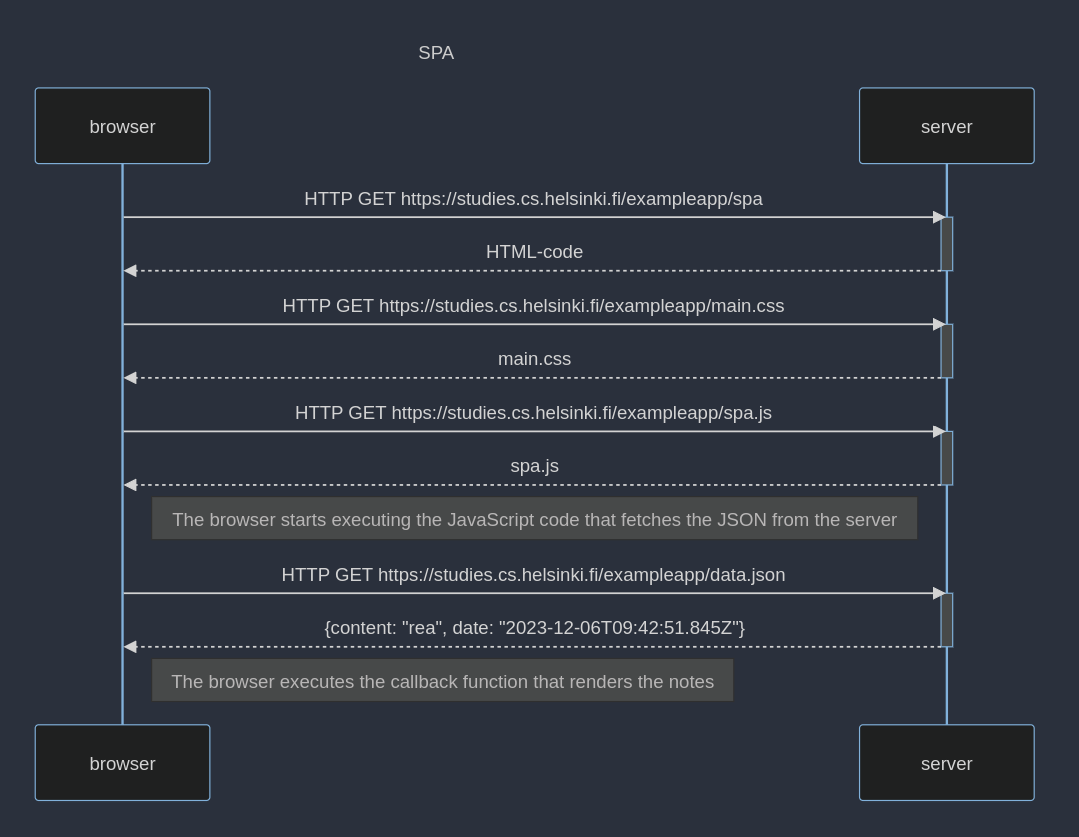 SPA
browser
server
HTTP GET https://studies.cs.helsinki.fi/exampleapp/spa
HTML-code
HTTP GET https://studies.cs.helsinki.fi/exampleapp/main.css
main.css
HTTP GET https://studies.cs.helsinki.fi/exampleapp/spa.js
spa.js
The browser starts executing the JavaScript code that fetches the JSON from the server
HTTP GET https://studies.cs.helsinki.fi/exampleapp/data.json
{content: "rea", date: "2023-12-06T09:42:51.845Z"}
The browser executes the callback function that renders the notes
browser
server